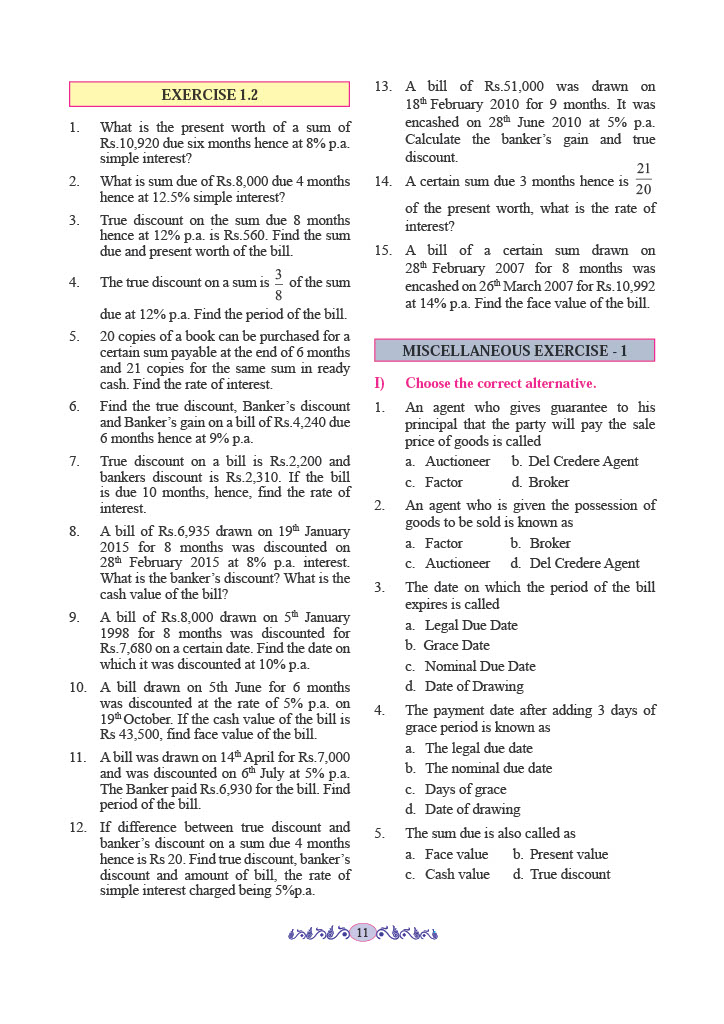 EXERCISE 1.2
1. What is the present worth of a sum of
Rs.10,920 due six months hence at 8% p.a.
simple interest?
2. What is sum due of Rs.8,000 due 4 months
hence at 12.5% simple interest?
3. True discount on the sum due 8 months
hence at 12% p.a. is Rs.560. Find the sum
due and present worth of the bill.
4. The true discount on a sum is 3/8 of the sum
due at 12% p.a. Find the period of the bill.
5. 20 copies of a book can be purchased for a
certain sum payable at the end of 6 months
and 21 copies for the same sum in ready
cash. Find the rate of interest.
6. Find the true discount, Banker's discount
and Banker's gain on a bill of Rs.4,240 due
6 months hence at 9% p.a.
7. True discount on a bill is Rs.2,200 and
bankers discount is Rs.2,310. If the bill
is due 10 months, hence, find the rate of
interest.
8. A bill of Rs.6,935 drawn on 19th January
2015 for 8 months was discounted on
28th February 2015 at 8% p.a. interest.
What is the banker's discount? What is the
cash value of the bill?
9. A bill of Rs.8,000 drawn on 5th January
1998 for 8 months was discounted for
Rs.7,680 on a certain date. Find the date on
which it was discounted at 10% p.a.
10. A bill drawn on 5th June for 6 months
was discounted at the rate of 5% p.a. on
19th October. If the cash value of the bill is
Rs 43,500, find face value of the bill.
11. A bill was drawn on 14th April for Rs.7,000
and was discounted on 6th July at 5% p.a.
The Banker paid Rs.6,930 for the bill. Find
period of the bill.
12. If difference between true discount and
banker's discount on a sum due 4 months
hence is Rs 20. Find true discount, banker's
discount and amount of bill, the rate of
simple interest charged being 5%p.a.
13. A bill of Rs.51,000 was drawn on
18th February 2010 for 9 months. It was
encashed on 28th June 2010 at 5% p.a.
Calculate the banker's gain and true
discount.
14. A certain sum due 3 months hence is 21/20
of the present worth, what is the rate of
interest?
15. A bill of a certain sum drawn on
28th February 2007 for 8 months was
encashed on 26th March 2007 for Rs.10,992
at 14% p.a. Find the face value of the bill.
MISCELLANEOUS EXERCISE - 1
I) Choose the correct alternative.
1. An agent who gives guarantee to his
principal that the party will pay the sale
price of goods is called
a. Auctioneer b. Del Credere Agent
c. Factor d. Broker
2. An agent who is given the possession of
goods to be sold is known as
a. Factor b. Broker
c. Auctioneer d. Del Credere Agent
3. The date on which the period of the bill
expires is called
a. Legal Due Date
b. Grace Date
c. Nominal Due Date
d. Date of Drawing
4. The payment date after adding 3 days of
grace period is known as
a. The legal due date
b. The nominal due date
c. Days of grace
d. Date of drawing
5. The sum due is also called as
a. Face value b. Present value
c. Cash value d. True discount
11